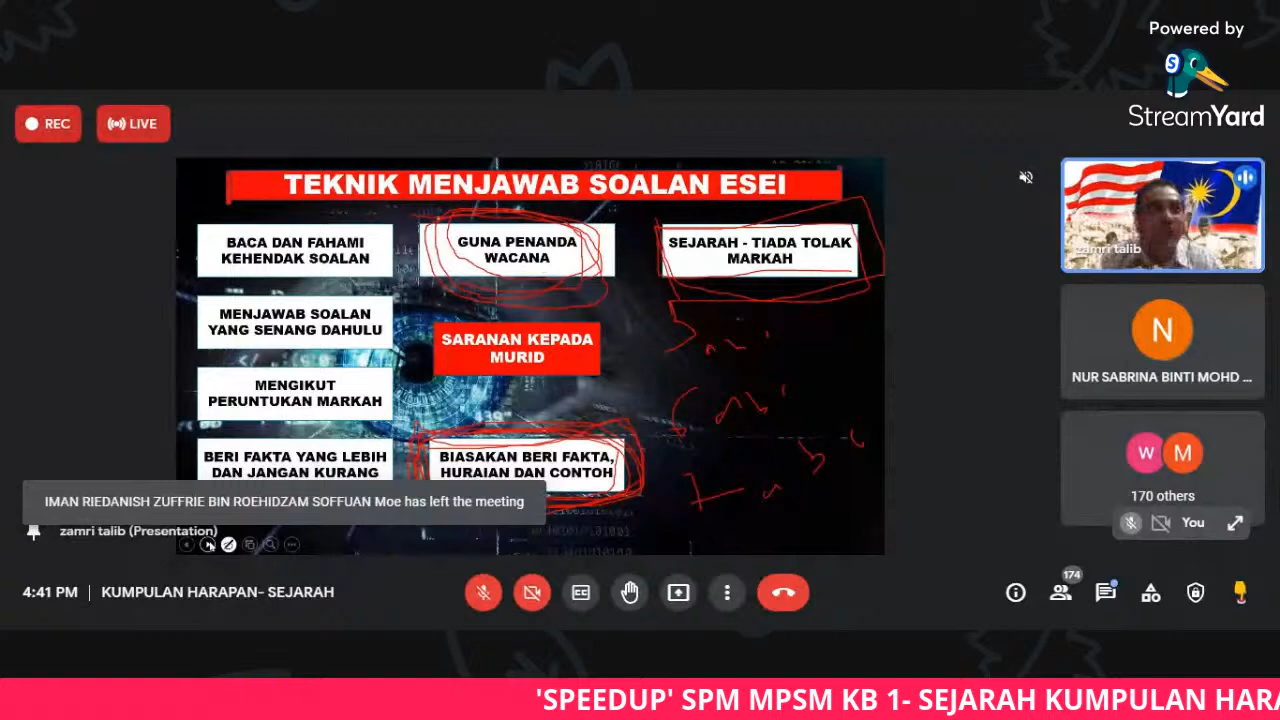 Powered by
StreamYard
REC
LIVE
TEKNIK MENJAWAB SOALAN ESEI
BACA DAN FAHAMI
KEHENDAK SOALAN
GUNA PENANDA
WACANA
SEJARAH - TIADA TOLAK
MARKAH
MENJAWAB SOALAN
YANG SENANG DAHULU
SARANAN KEPADA
MURID
MENGIKUT
PERUNTUKAN MARKAH
BERI FAKTA YANG LEBIH
DAN JANGAN KURANG
BIASAKAN BERI FAKTA,
HURAIAN DAN CONTOH
IMAN RIEDANISH ZUFFRIE BIN ROEHIDZAM SOFFUAN Moe has left the meeting
zamri talib (Presentation)
zamri talib
N
NUR SABRINA BINTI MOHD ...
W
M
170 others
You
4:41 PM | KUMPULAN HARAPAN- SEJARAH
174
'SPEEDUP' SPM MPSM KB 1- SEJARAH KUMPULAN HARA